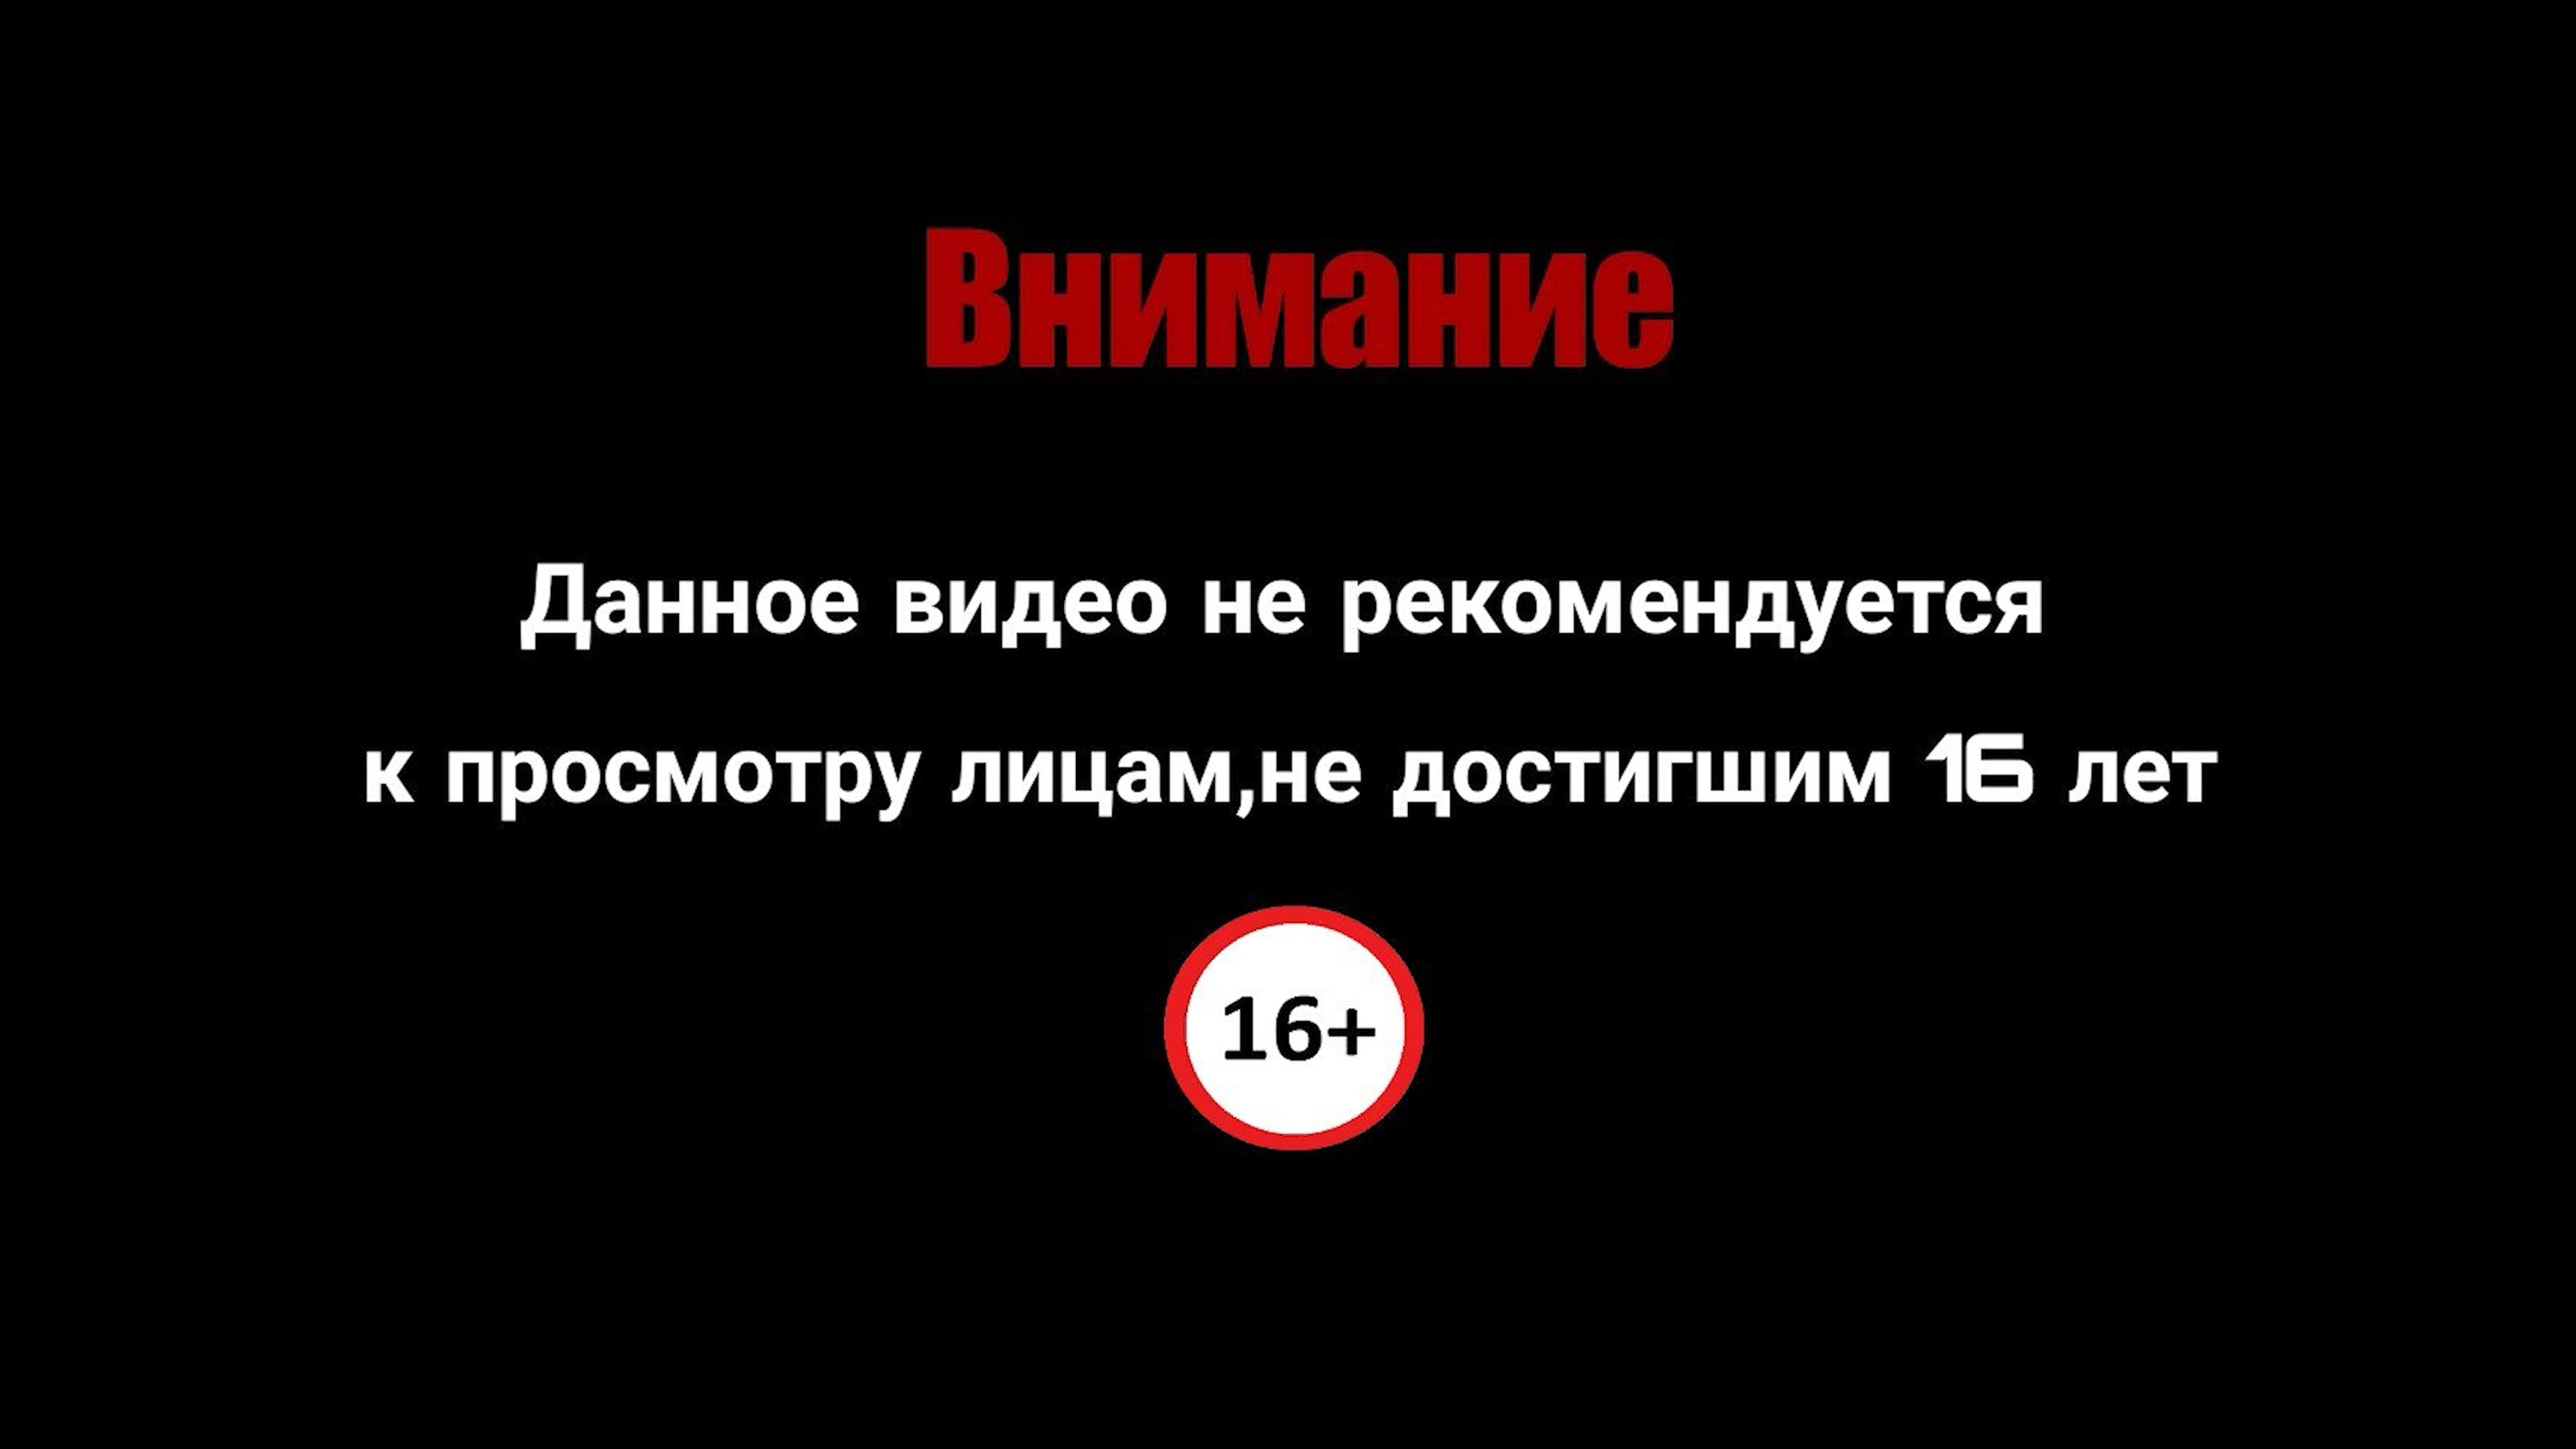 Внимание
Данное видео не рекомендуется
к просмотру лицам,не достигшим 16 лет
16+